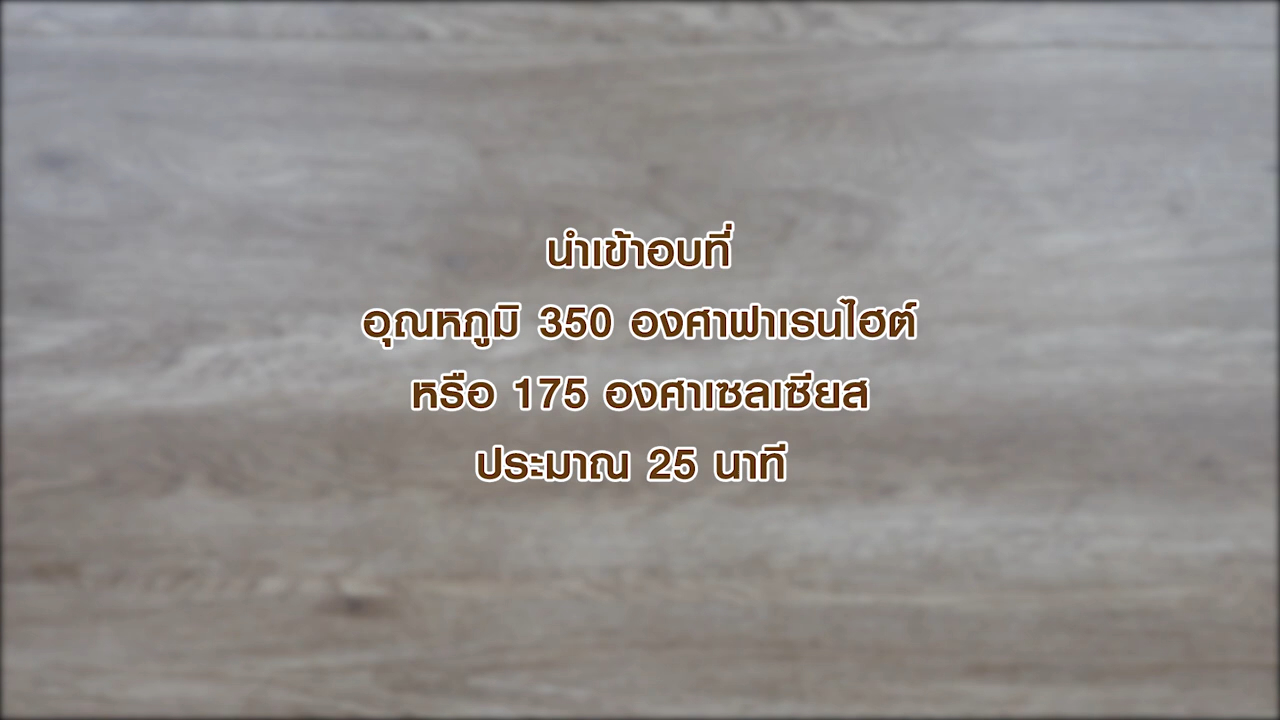 นำเข้าอบที่
อุณหภูมิ 350 องศาฟาเรนไฮต์
หรือ 175 องศาเซลเซียส
ประมาณ 25 นาที